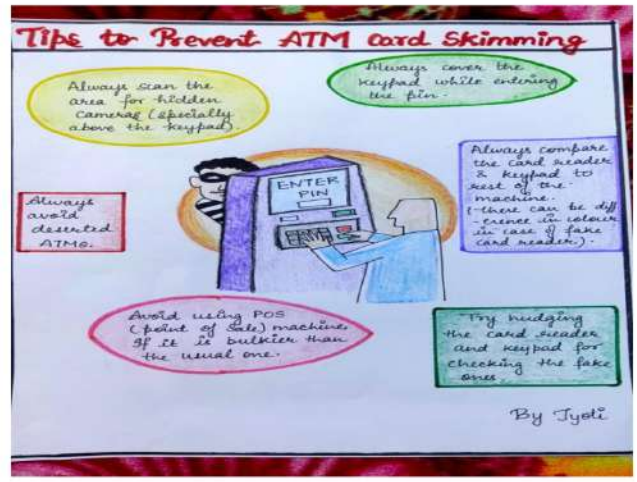 Tips to Prevent ATM Card Skimming
Always scan the
area for hidden
cameras (specially
above the keypad).
Always cover the
keypad while entering
the pin.
Always compare
the card reader
& keypad to
rest of the
machine.
(there can be diff
-erence in colour
in case of fake
card reader.).
Always
avoid
deserted
ATMs.
ENTER
PIN
Avoid using POS
(point of sale) machine,
If it is bulkier than
the usual one.
Try nudging
the card reader
and keypad for
checking the fake
ones.
By Jyoti